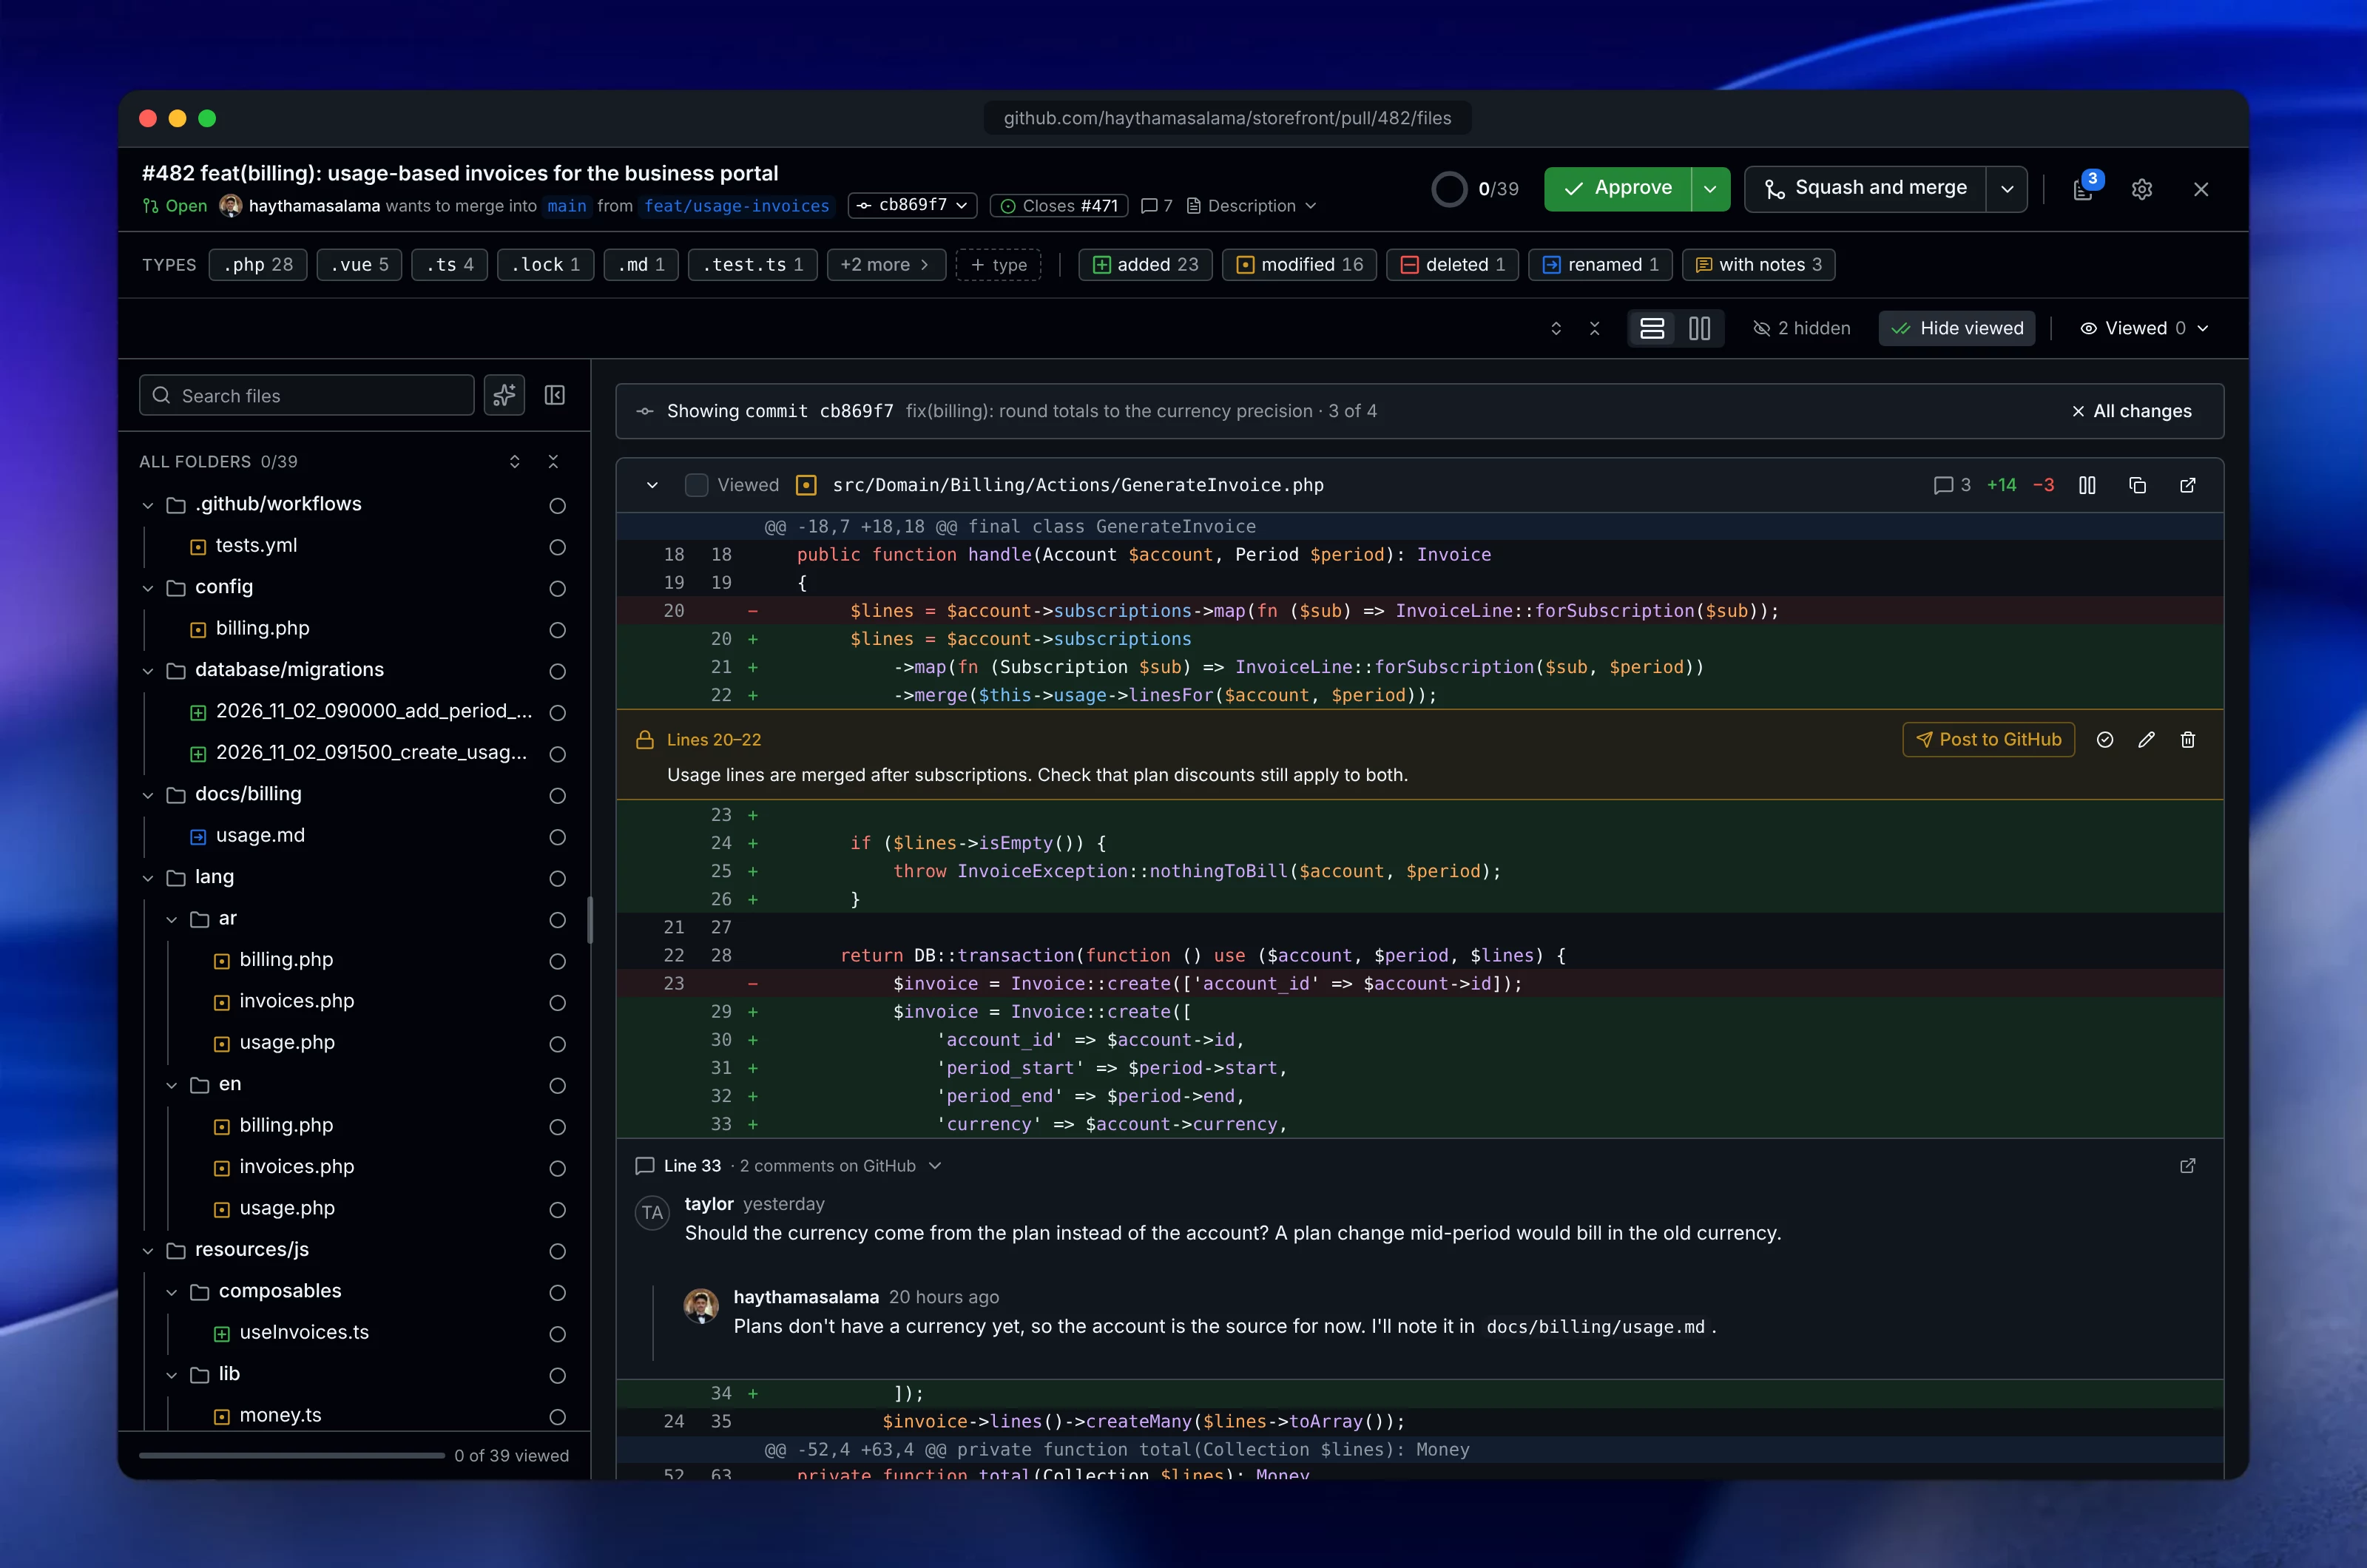 github.com/haythamasalama/storefront/pull/482/files
#482 feat(billing): usage-based invoices for the business portal
Open haythamasalama wants to merge into main from feat/usage-invoices cb869f7 Closes #471 7 Description
0/39 Approve Squash and merge 3
TYPES .php 28 .vue 5 .ts 4 .lock 1 .md 1 .test.ts 1 +2 more + type added 23 modified 16 deleted 1 renamed 1 with notes 3
2 hidden Hide viewed Viewed 0
Search files
ALL FOLDERS 0/39
.github/workflows
tests.yml
config
billing.php
database/migrations
2026_11_02_090000_add_period_...
2026_11_02_091500_create_usag...
docs/billing
usage.md
lang
ar
billing.php
invoices.php
usage.php
en
billing.php
invoices.php
usage.php
resources/js
composables
useInvoices.ts
lib
money.ts
0 of 39 viewed
Showing commit cb869f7 fix(billing): round totals to the currency precision · 3 of 4 All changes
Viewed src/Domain/Billing/Actions/GenerateInvoice.php 3 +14 −3
@@ -18,7 +18,18 @@ final class GenerateInvoice
18 18 public function handle(Account $account, Period $period): Invoice
19 19 {
20 − $lines = $account->subscriptions->map(fn ($sub) => InvoiceLine::forSubscription($sub));
20 + $lines = $account->subscriptions
21 + ->map(fn (Subscription $sub) => InvoiceLine::forSubscription($sub, $period))
22 + ->merge($this->usage->linesFor($account, $period));
Lines 20–22 Post to GitHub
Usage lines are merged after subscriptions. Check that plan discounts still apply to both.
23 +
24 + if ($lines->isEmpty()) {
25 + throw InvoiceException::nothingToBill($account, $period);
26 + }
21 27
22 28 return DB::transaction(function () use ($account, $period, $lines) {
23 − $invoice = Invoice::create(['account_id' => $account->id]);
29 + $invoice = Invoice::create([
30 + 'account_id' => $account->id,
31 + 'period_start' => $period->start,
32 + 'period_end' => $period->end,
33 + 'currency' => $account->currency,
Line 33 · 2 comments on GitHub
TA taylor yesterday
Should the currency come from the plan instead of the account? A plan change mid-period would bill in the old currency.
haythamasalama 20 hours ago
Plans don't have a currency yet, so the account is the source for now. I'll note it in docs/billing/usage.md.
34 + ]);
24 35 $invoice->lines()->createMany($lines->toArray());
@@ -52,4 +63,4 @@ private function total(Collection $lines): Money
52 63 private function total(Collection $lines): Money